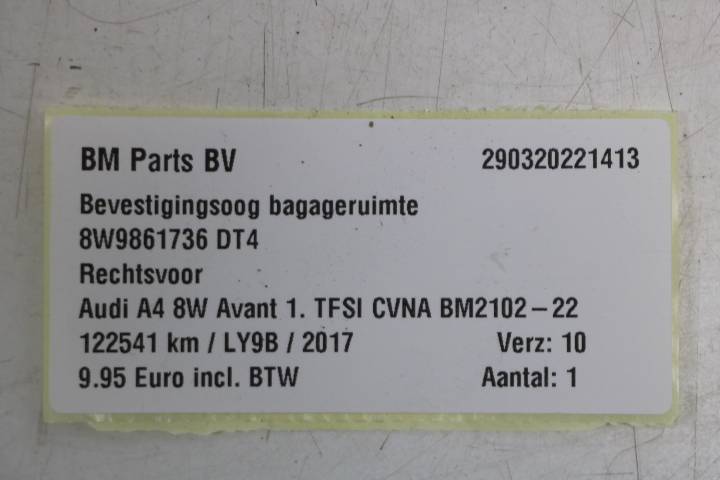 BM Parts BV 290320221413
Bevestigingsoog bagageruimte
8W9861736 DT4
Rechtsvoor
Audi A4 8W Avant 1. TFSI CVNA BM2102-22
122541 km / LY9B / 2017 Verz: 10
9.95 Euro incl. BTW Aantal: 1